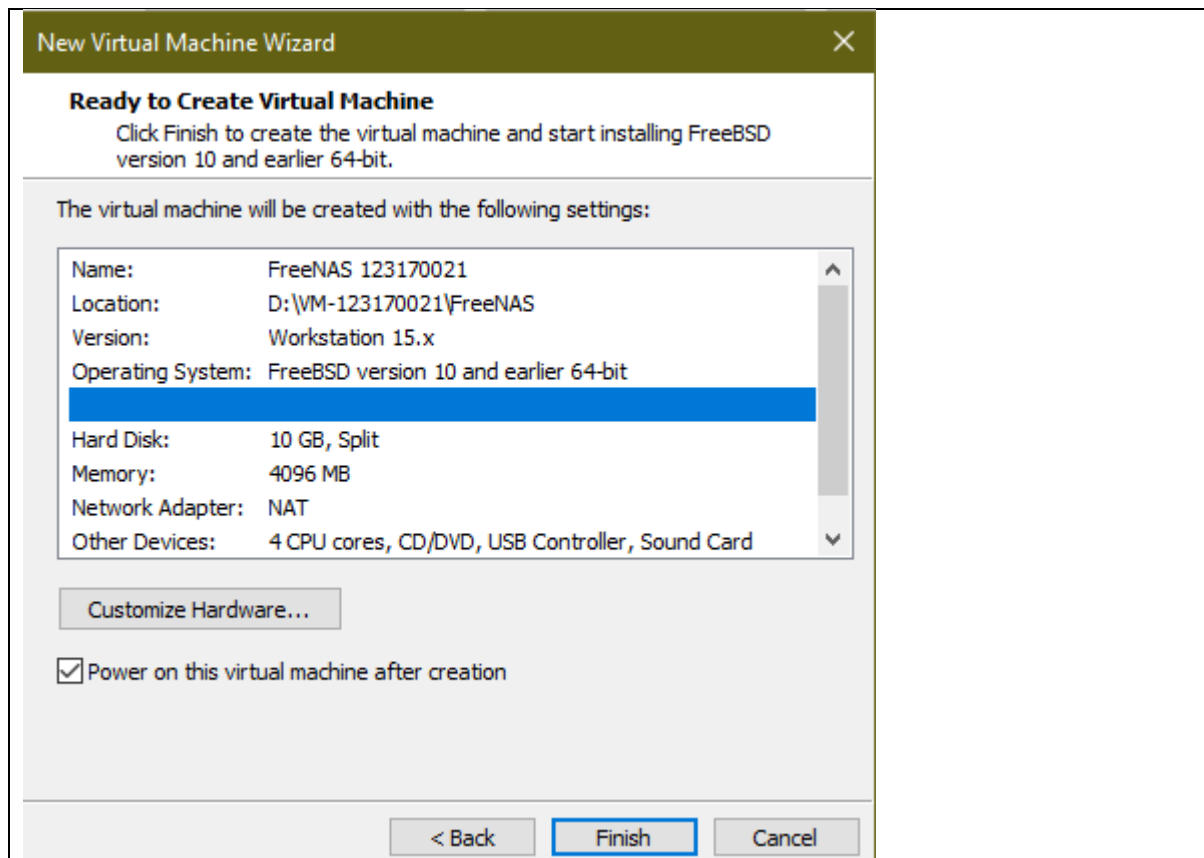 New Virtual Machine Wizard
Ready to Create Virtual Machine
Click Finish to create the virtual machine and start installing FreeBSD
version 10 and earlier 64-bit.
The virtual machine will be created with the following settings:
Name: FreeNAS 123170021
Location: D:\VM-123170021\FreeNAS
Version: Workstation 15.x
Operating System: FreeBSD version 10 and earlier 64-bit
Hard Disk: 10 GB, Split
Memory: 4096 MB
Network Adapter: NAT
Other Devices: 4 CPU cores, CD/DVD, USB Controller, Sound Card
Customize Hardware...
Power on this virtual machine after creation
< Back Finish Cancel